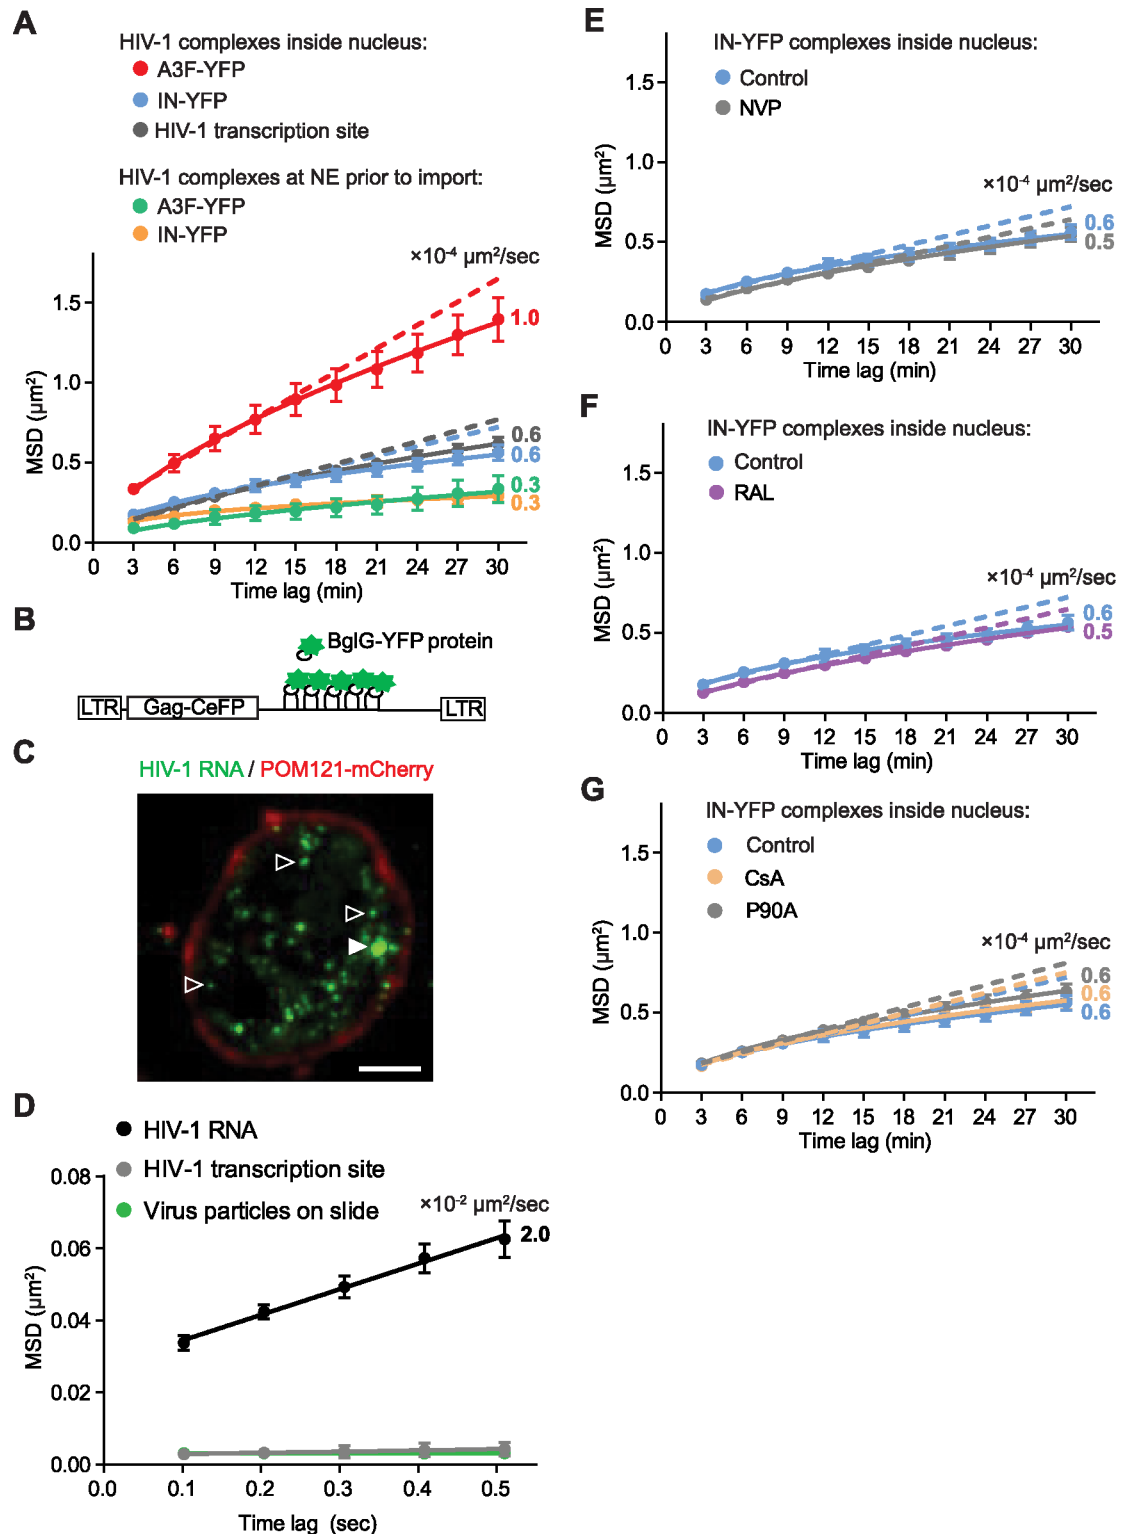 A
HIV-1 complexes inside nucleus:
A3F-YFP
IN-YFP
HIV-1 transcription site
HIV-1 complexes at NE prior to import:
A3F-YFP
IN-YFP
×10⁻⁴ µm²/sec
1.5
1.0
0.5
0.0
MSD (µm²)
1.0
0.6
0.6
0.3
0.3
0 3 6 9 12 15 18 21 24 27 30
Time lag (min)
B
BglG-YFP protein
LTR Gag-CeFP LTR
C
HIV-1 RNA / POM121-mCherry
D
HIV-1 RNA
HIV-1 transcription site
Virus particles on slide
×10⁻² µm²/sec
2.0
0.08
0.06
0.04
0.02
0.00
MSD (µm²)
0.0 0.1 0.2 0.3 0.4 0.5
Time lag (sec)
E
IN-YFP complexes inside nucleus:
Control
NVP
×10⁻⁴ µm²/sec
1.5
1.0
0.5
0.0
MSD (µm²)
0.6
0.5
0 3 6 9 12 15 18 21 24 27 30
Time lag (min)
F
IN-YFP complexes inside nucleus:
Control
RAL
×10⁻⁴ µm²/sec
1.5
1.0
0.5
0.0
MSD (µm²)
0.6
0.5
0 3 6 9 12 15 18 21 24 27 30
Time lag (min)
G
IN-YFP complexes inside nucleus:
Control
CsA
P90A
×10⁻⁴ µm²/sec
1.5
1.0
0.5
0.0
MSD (µm²)
0.6
0.6
0.6
0 3 6 9 12 15 18 21 24 27 30
Time lag (min)